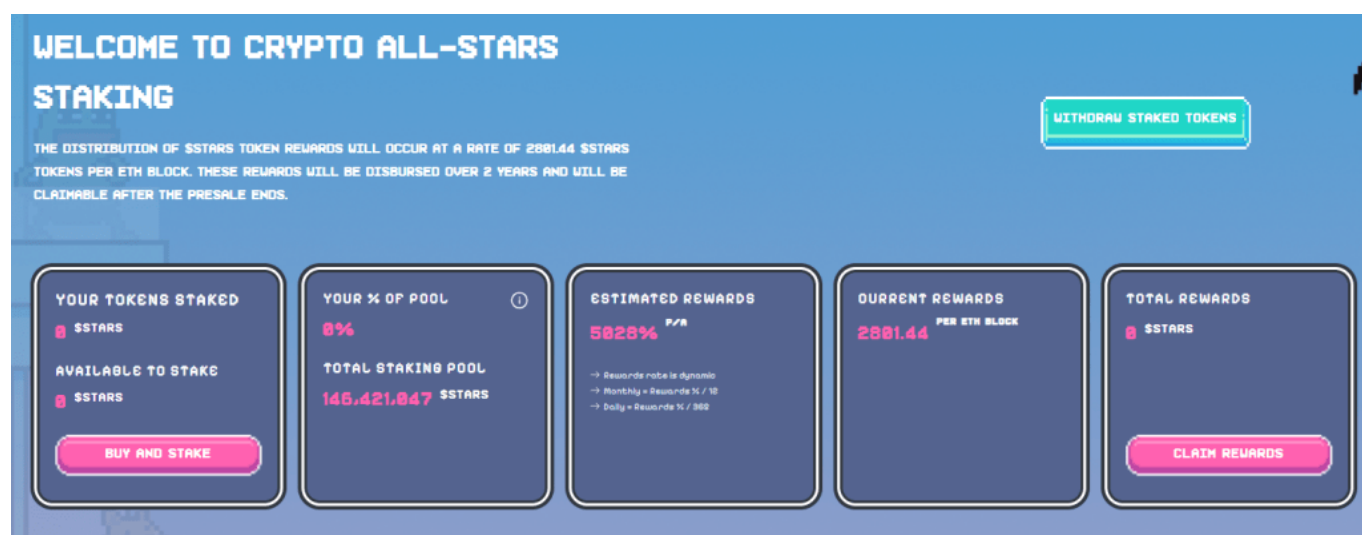 WELCOME TO CRYPTO ALL-STARS
STAKING
WITHDRAW STAKED TOKENS
THE DISTRIBUTION OF $STARS TOKEN REWARDS WILL OCCUR AT A RATE OF 2801.44 $STARS
TOKENS PER ETH BLOCK. THESE REWARDS WILL BE DISBURSED OVER 2 YEARS AND WILL BE
CLAIMABLE AFTER THE PRESALE ENDS.
YOUR TOKENS STAKED
0 $STARS
AVAILABLE TO STAKE
0 $STARS
BUY AND STAKE
YOUR % OF POOL
0%
TOTAL STAKING POOL
146,421,047 $STARS
ESTIMATED REWARDS
5028% P/A
→ Rewards rate is dynamic
→ Monthly = Rewards % / 12
→ Daily = Rewards % / 365
CURRENT REWARDS
2801.44 PER ETH BLOCK
TOTAL REWARDS
0 $STARS
CLAIM REWARDS